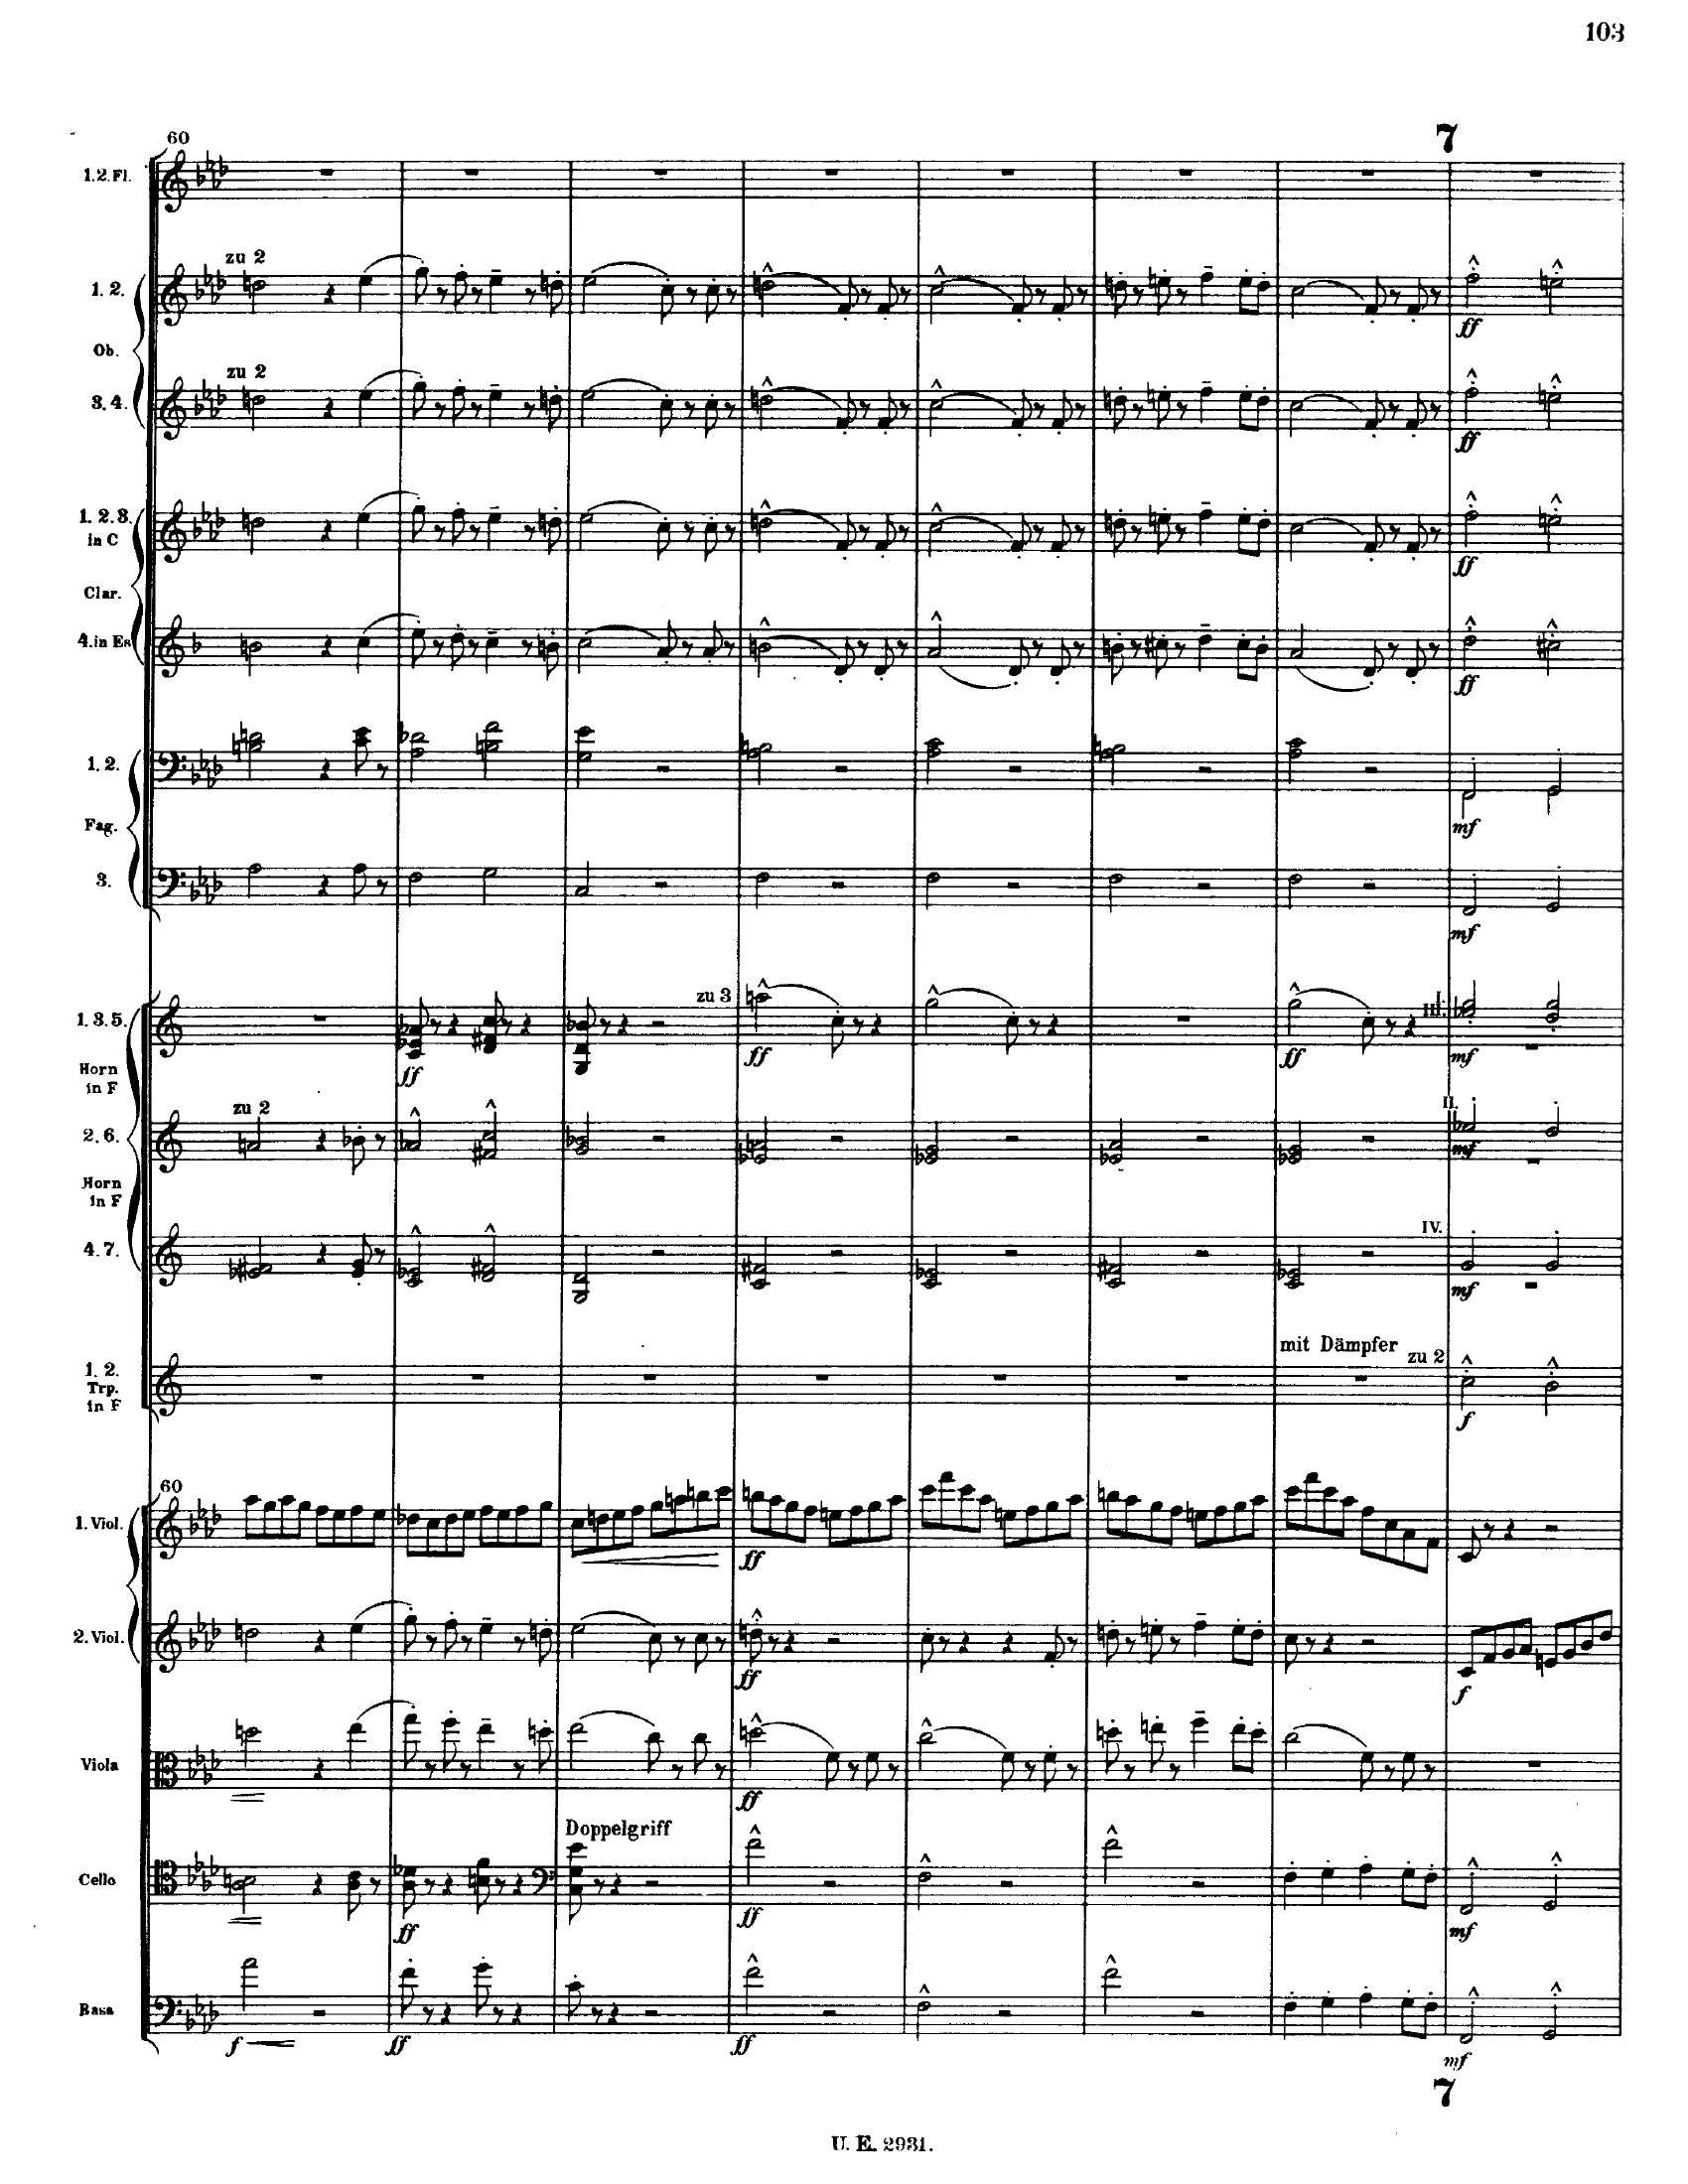 103
60
7
1.2. Fl.
zu 2
1. 2.
Ob.
zu 2
3. 4.
1. 2. 3.
in C
Clar.
4. in Es
1. 2.
Fag.
mf
3.
mf
ff
ff
ff
ff
zu 3
1. 3. 5.
I.
III.
ff
ff
ff
mf
Horn
in F
zu 2
II.
2. 6.
mf
Horn
in F
IV.
4. 7.
mf
mit Dämpfer
zu 2
1. 2.
Trp.
in F
f
60
1. Viol.
ff
2. Viol.
ff
f
Viola
ff
Doppelgriff
Cello
ff
ff
mf
Bass
f
ff
ff
mf
7
U. E. 2931.